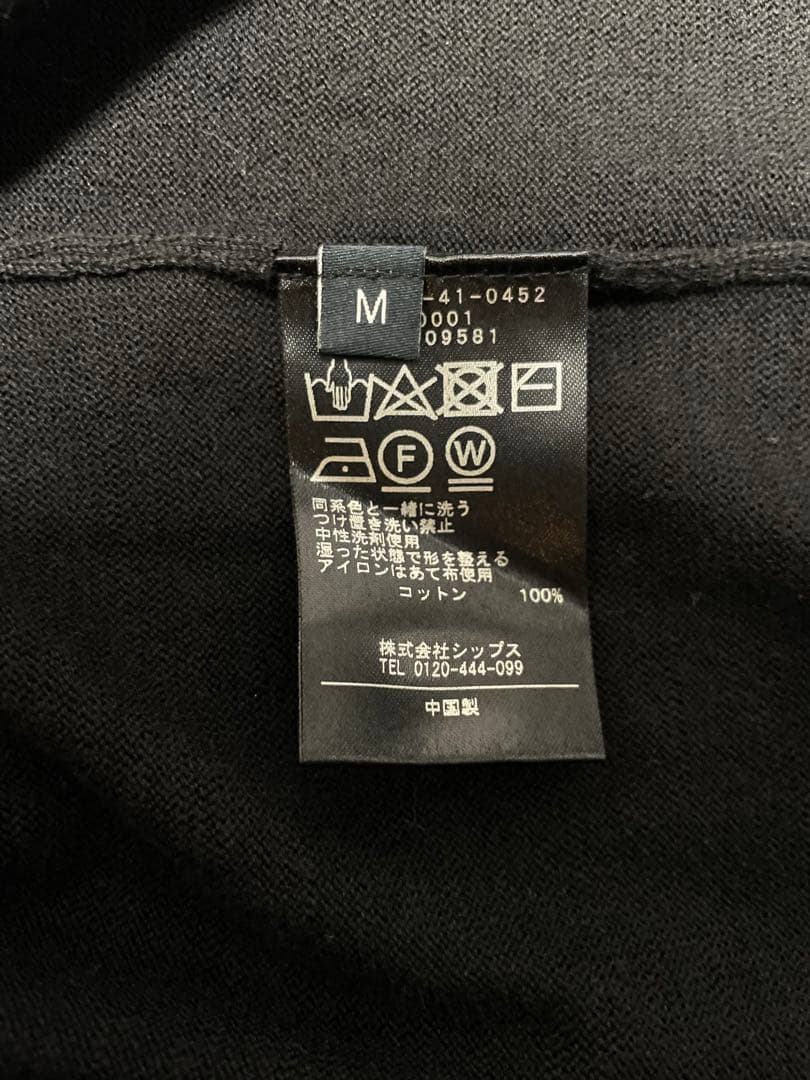 M
-41-0452
0001
09581
F
W
同系色と一緒に洗う
つけ置き洗い禁止
中性洗剤使用
湿った状態で形を整える
アイロンはあて布使用
コットン 100%
株式会社シップス
TEL 0120-444-099
中国製